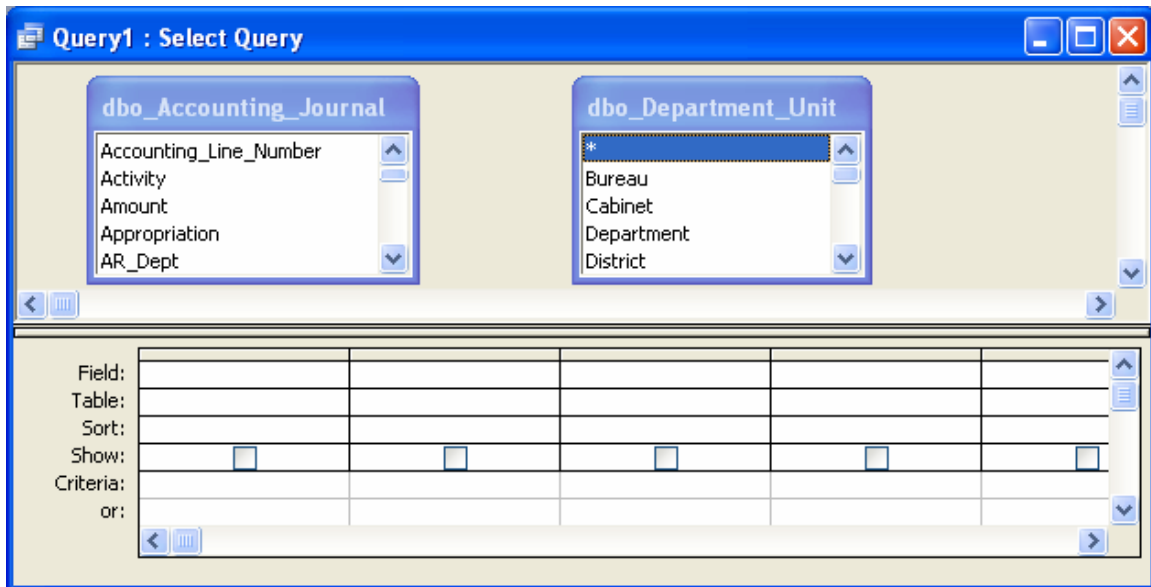 Query1 : Select Query
dbo_Accounting_Journal
Accounting_Line_Number
Activity
Amount
Appropriation
AR_Dept
dbo_Department_Unit
*
Bureau
Cabinet
Department
District
Field:
Table:
Sort:
Show:
Criteria:
or: